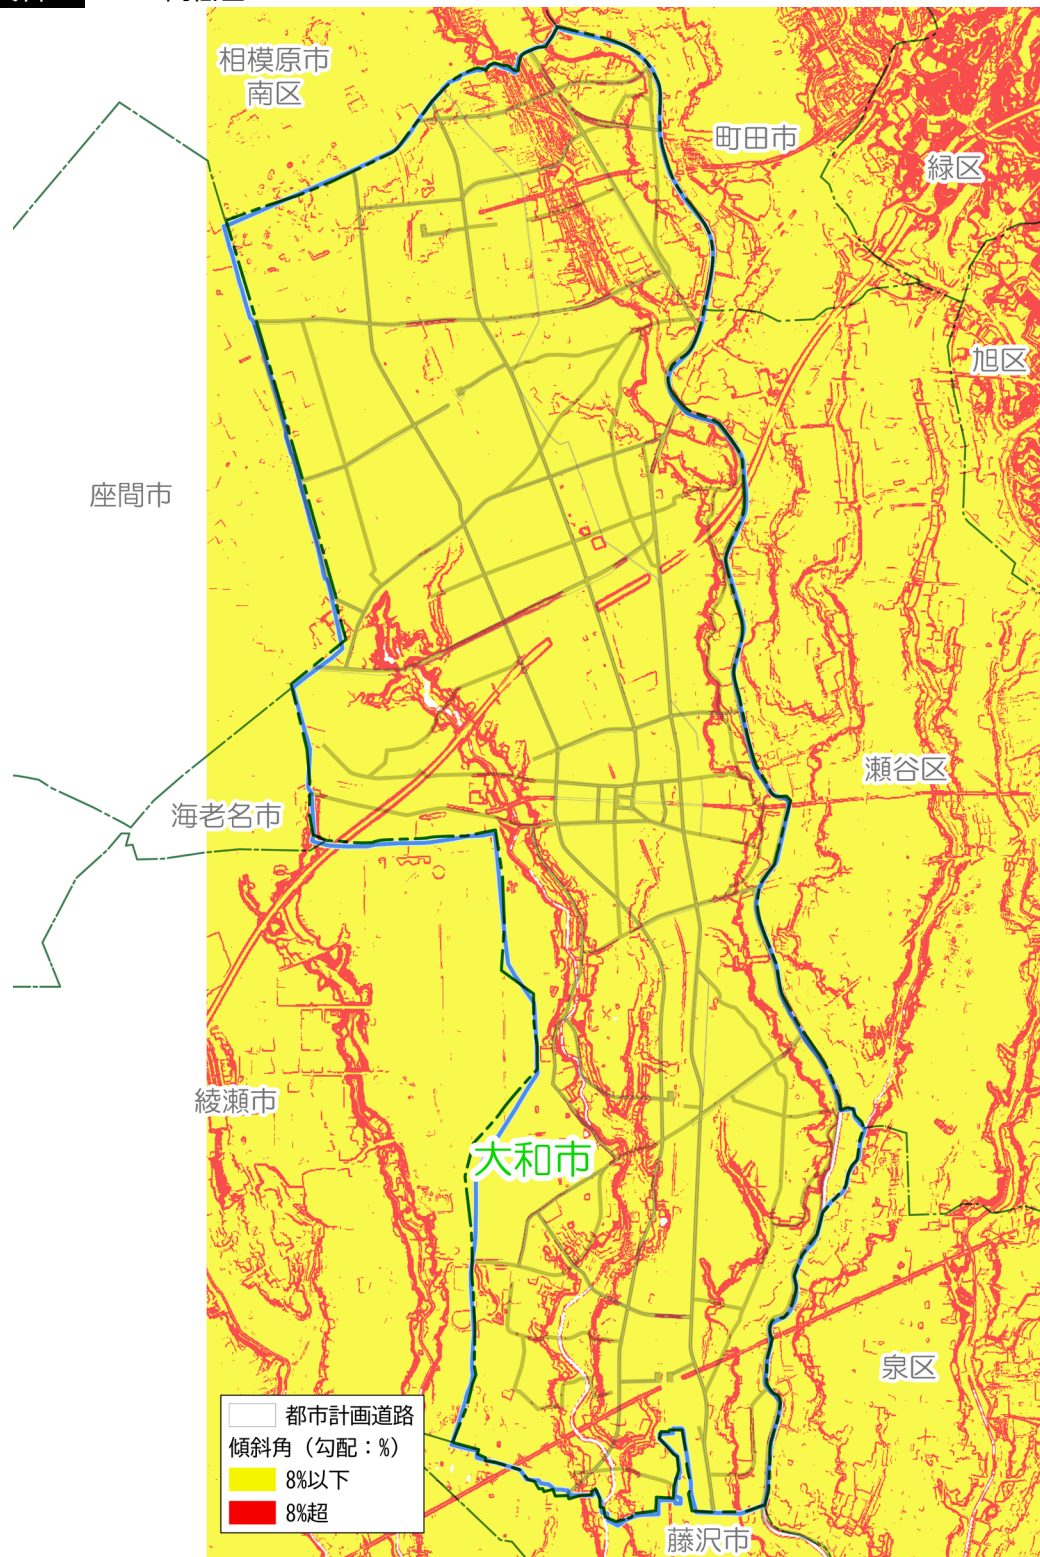 相模原市
南区
町田市
緑区
旭区
座間市
瀬谷区
海老名市
綾瀬市
大和市
泉区
都市計画道路
傾斜角（勾配：%）
8%以下
8%超
藤沢市